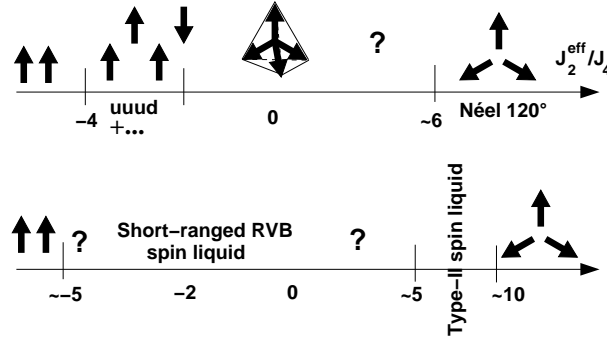 ?
J₂ᵉᶠᶠ/J₄
−4
uuud
+...
0
~6
Néel 120°
?
Short−ranged RVB
spin liquid
?
Type−II spin liquid
~−5
−2
0
~5
~10